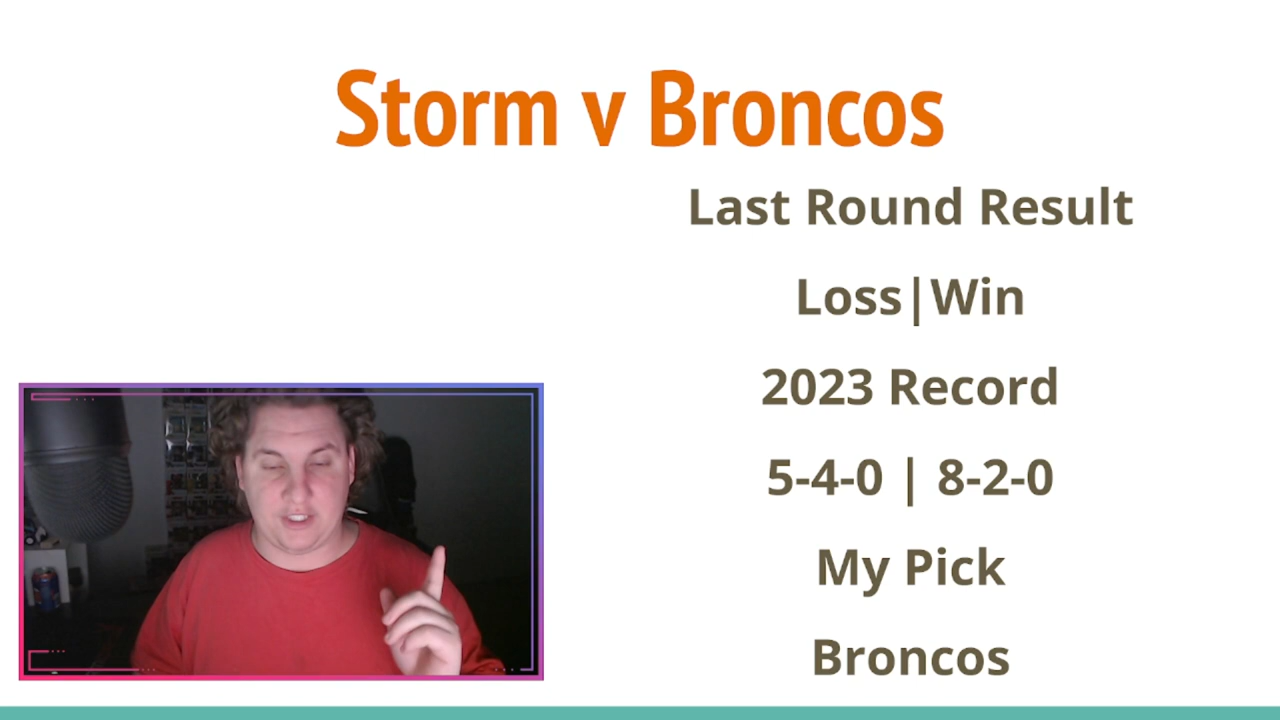 Storm v Broncos
Last Round Result
Loss|Win
2023 Record
5-4-0 | 8-2-0
My Pick
Broncos